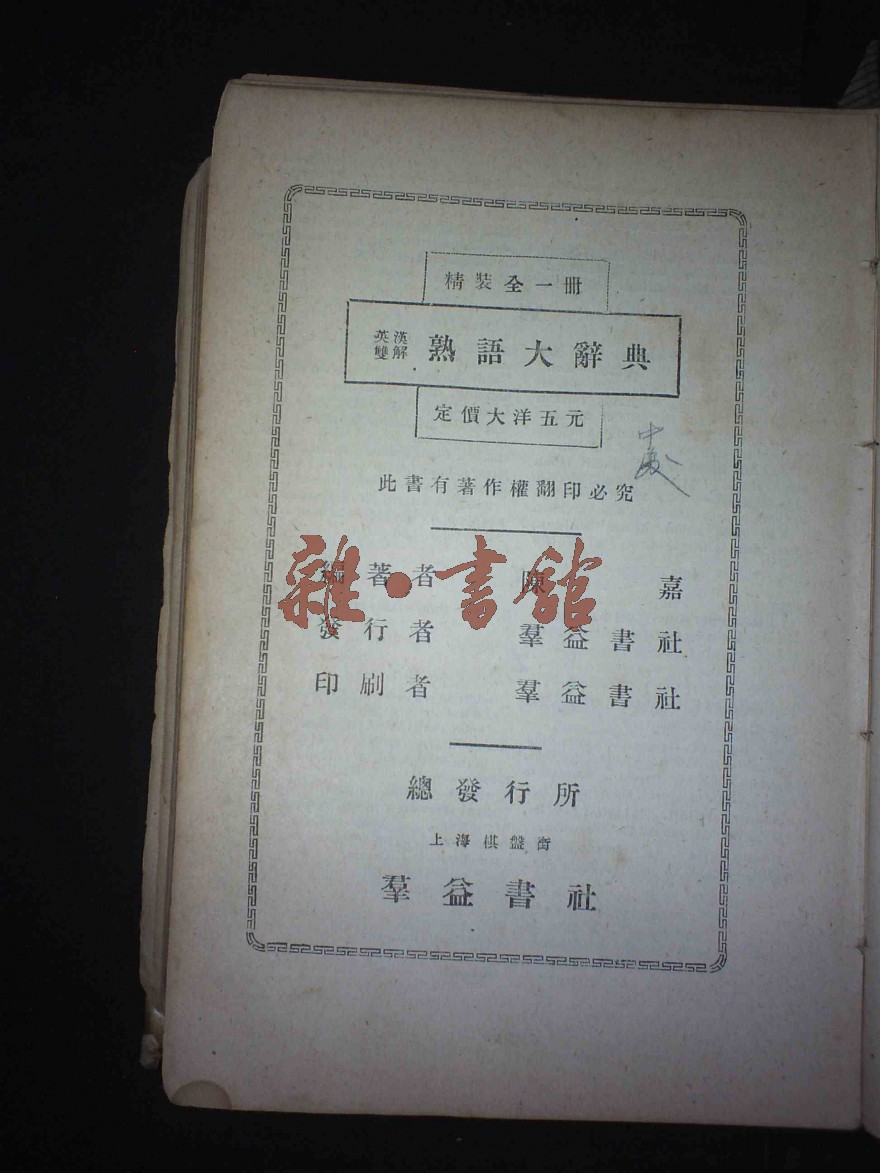 精裝全一冊
英漢雙解 熟語大辭典
定價大洋五元
此書有著作權翻印必究
編著者 陳嘉
發行者 羣益書社
印刷者 羣益書社
雜·書館
總發行所
上海棋盤街
羣益書社